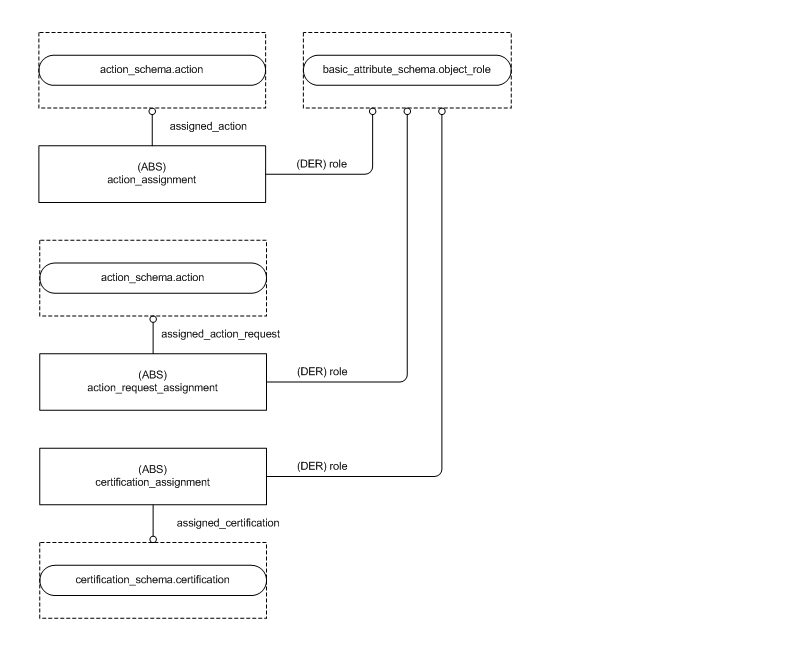 action_schema.action
basic_attribute_schema.object_role
assigned_action
(ABS)
action_assignment
(DER) role
action_schema.action
assigned_action_request
(ABS)
action_request_assignment
(DER) role
(ABS)
certification_assignment
(DER) role
assigned_certification
certification_schema.certification